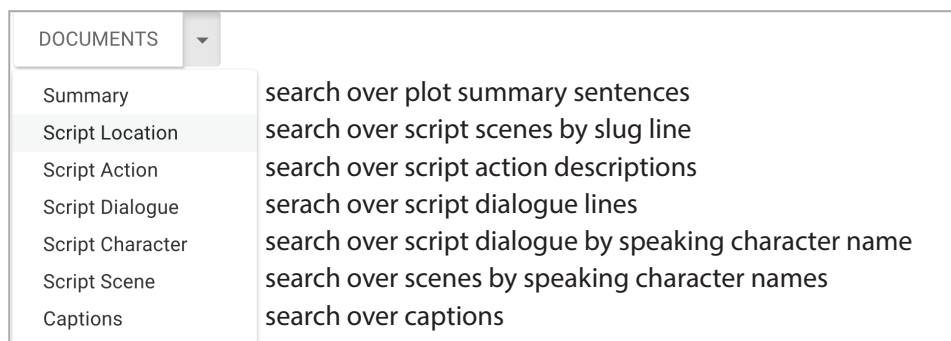 DOCUMENTS
Summary search over plot summary sentences
Script Location search over script scenes by slug line
Script Action search over script action descriptions
Script Dialogue serach over script dialogue lines
Script Character search over script dialogue by speaking character name
Script Scene search over scenes by speaking character names
Captions search over captions